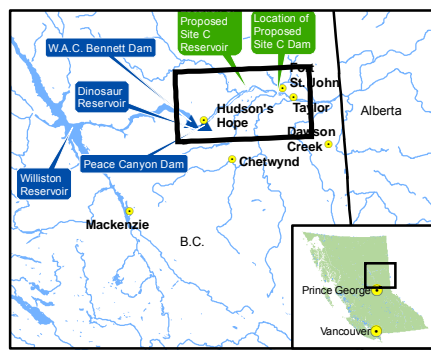 Proposed
Site C
Reservoir
Location of
Proposed
Site C Dam
W.A.C. Bennett Dam
Fort
St. John
Dinosaur
Reservoir
Taylor
Alberta
Hudson's
Hope
Dawson
Creek
Peace Canyon Dam
Chetwynd
Williston
Reservoir
Mackenzie
B.C.
Prince George
Vancouver